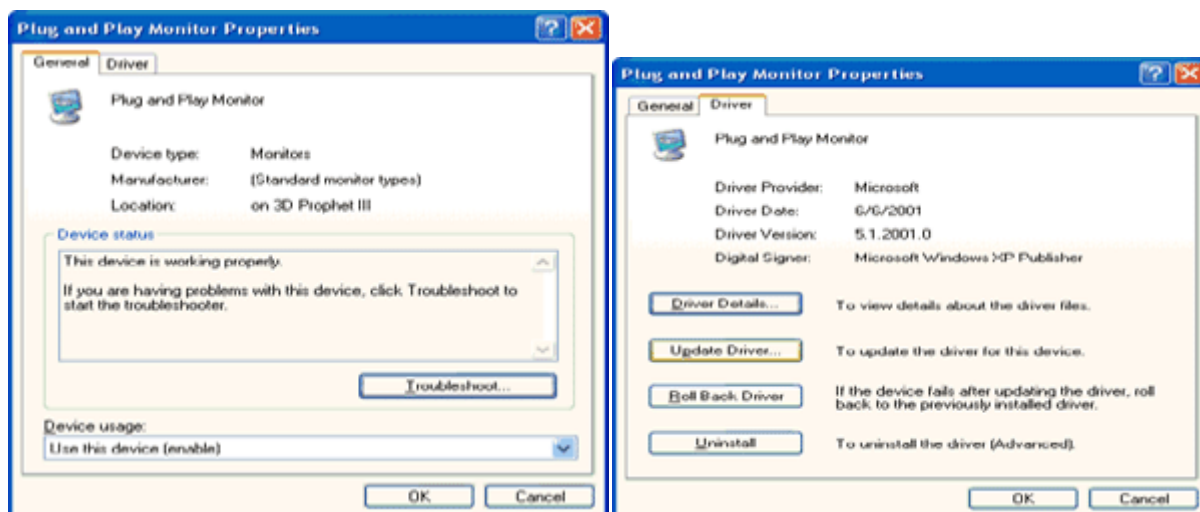 Plug and Play Monitor Properties
General Driver
Plug and Play Monitor
Device type: Monitors
Manufacturer: (Standard monitor types)
Location: on 3D Prophet III
Device status
This device is working properly.
If you are having problems with this device, click Troubleshoot to
start the troubleshooter.
Troubleshoot...
Device usage:
Use this device (enable)
OK Cancel
Plug and Play Monitor Properties
General Driver
Plug and Play Monitor
Driver Provider: Microsoft
Driver Date: 6/6/2001
Driver Version: 5.1.2001.0
Digital Signer: Microsoft Windows XP Publisher
Driver Details... To view details about the driver files.
Update Driver... To update the driver for this device.
Roll Back Driver If the device fails after updating the driver, roll
back to the previously installed driver.
Uninstall To uninstall the driver (Advanced).
OK Cancel